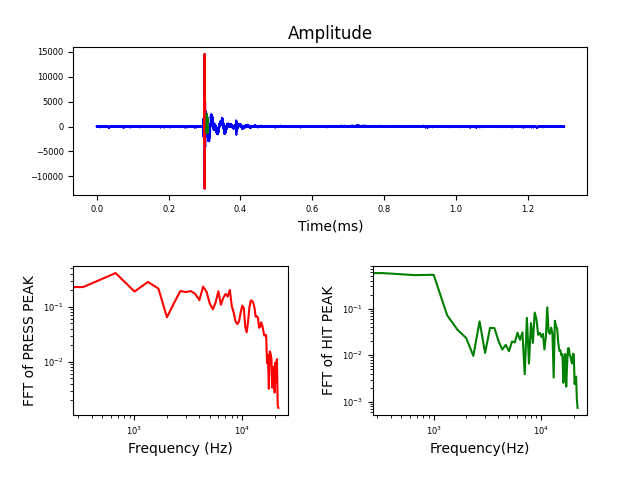 Amplitude
15000
10000
5000
0
−5000
−10000
0.0 0.2 0.4 0.6 0.8 1.0 1.2
Time(ms)
FFT of PRESS PEAK
10⁻¹
10⁻²
10³ 10⁴
Frequency (Hz)
FFT of HIT PEAK
10⁻¹
10⁻²
10⁻³
10³ 10⁴
Frequency(Hz)